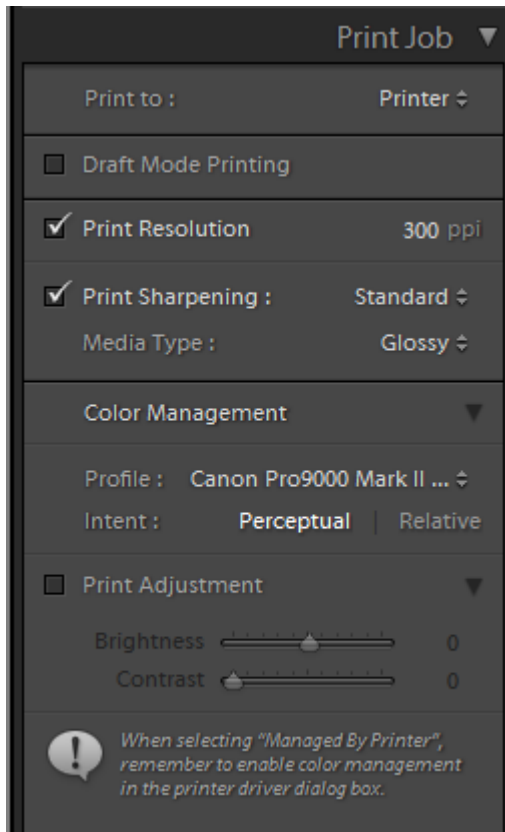 Print Job
Print to : Printer
Draft Mode Printing
Print Resolution 300 ppi
Print Sharpening : Standard
Media Type : Glossy
Color Management
Profile : Canon Pro9000 Mark II ...
Intent : Perceptual | Relative
Print Adjustment
Brightness 0
Contrast 0
When selecting “Managed By Printer”,
remember to enable color management
in the printer driver dialog box.